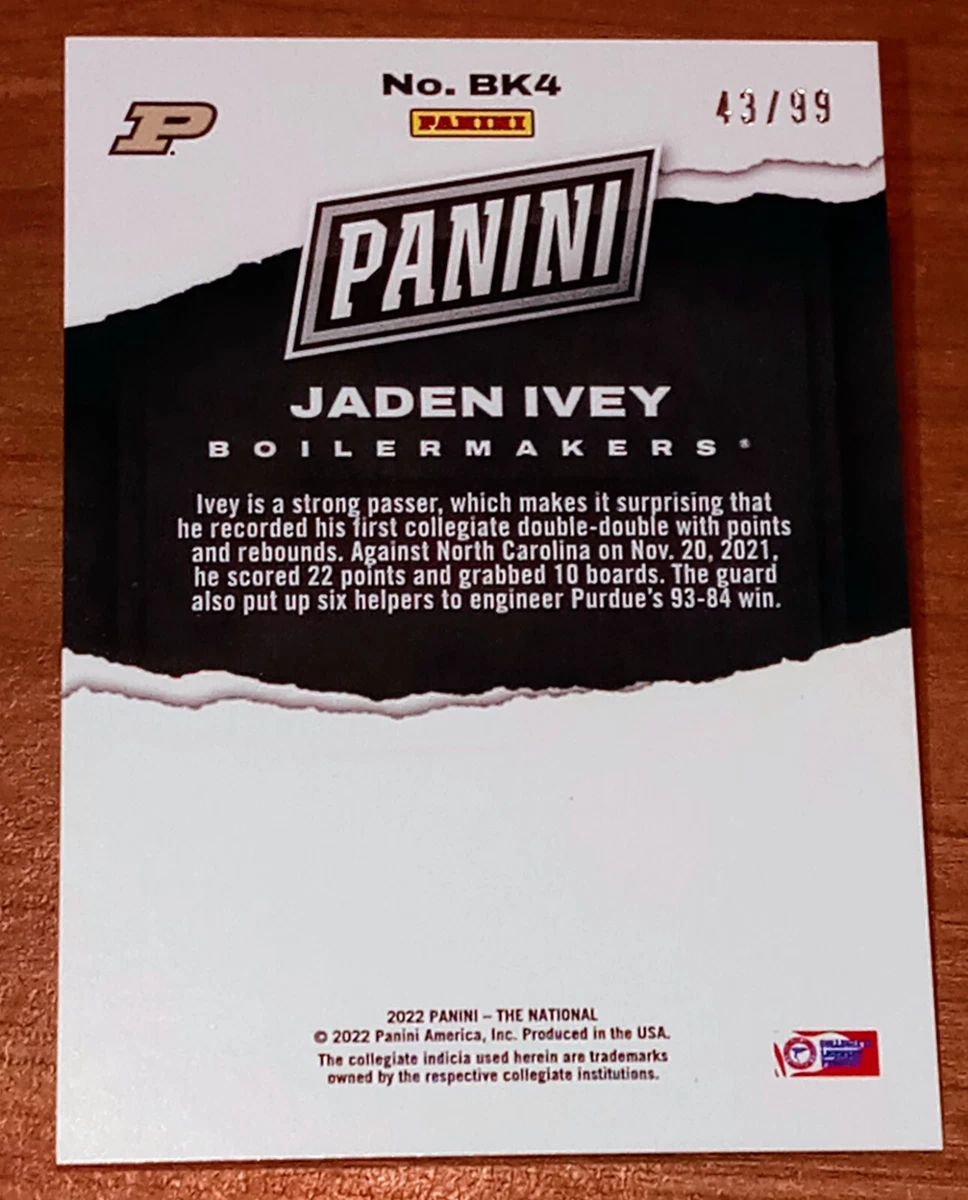 No. BK4
43/99
P
PANINI
PANINI
JADEN IVEY
BOILERMAKERS®
Ivey is a strong passer, which makes it surprising that
he recorded his first collegiate double-double with points
and rebounds. Against North Carolina on Nov. 20, 2021,
he scored 22 points and grabbed 10 boards. The guard
also put up six helpers to engineer Purdue's 93-84 win.
2022 PANINI – THE NATIONAL
© 2022 Panini America, Inc. Produced in the USA.
The collegiate indicia used herein are trademarks
owned by the respective collegiate institutions.